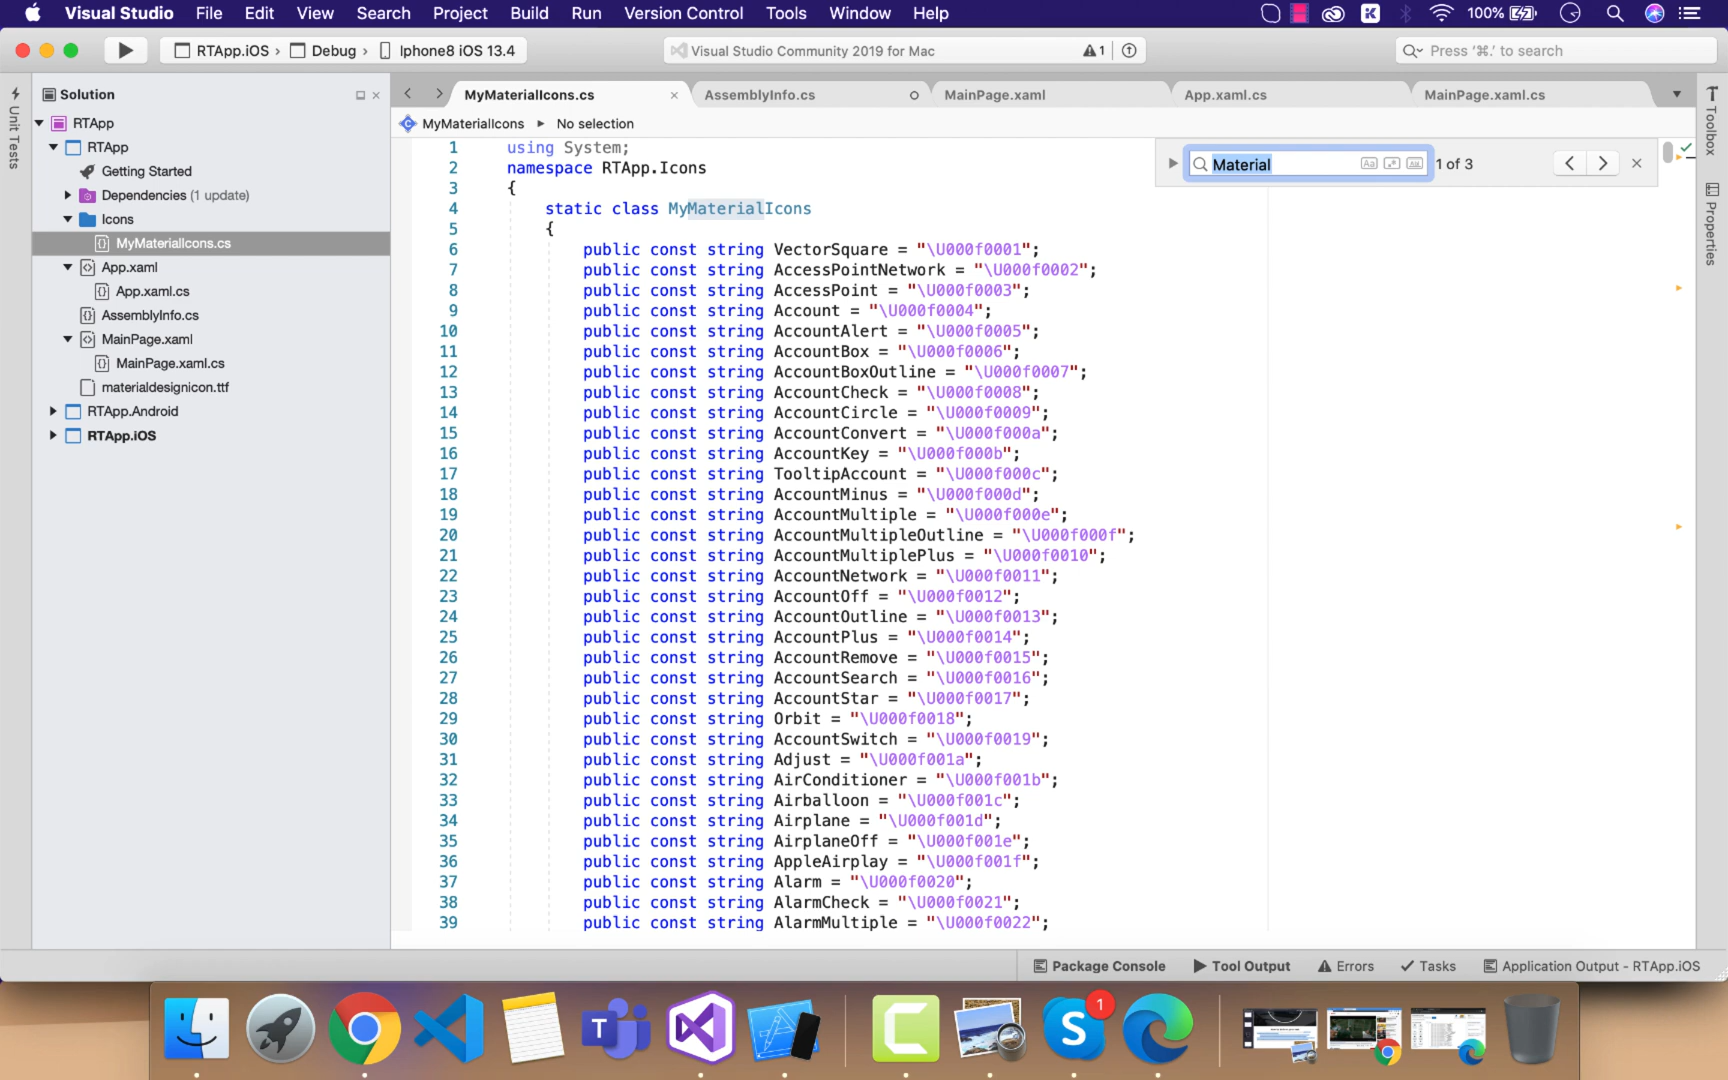 Visual Studio File Edit View Search Project Build Run Version Control Tools Window Help 100%
RTApp.iOS › Debug › Iphone8 iOS 13.4
Visual Studio Community 2019 for Mac
1
Press '⌘.' to search
Unit Tests
Solution
RTApp
RTApp
Getting Started
Dependencies (1 update)
Icons
MyMaterialIcons.cs
App.xaml
App.xaml.cs
AssemblyInfo.cs
MainPage.xaml
MainPage.xaml.cs
materialdesignicon.ttf
RTApp.Android
RTApp.iOS
MyMaterialIcons.cs AssemblyInfo.cs MainPage.xaml App.xaml.cs MainPage.xaml.cs
MyMaterialIcons ▸ No selection
Material 1 of 3
1 using System;
2 namespace RTApp.Icons
3 {
4 static class MyMaterialIcons
5 {
6 public const string VectorSquare = "\U000f0001";
7 public const string AccessPointNetwork = "\U000f0002";
8 public const string AccessPoint = "\U000f0003";
9 public const string Account = "\U000f0004";
10 public const string AccountAlert = "\U000f0005";
11 public const string AccountBox = "\U000f0006";
12 public const string AccountBoxOutline = "\U000f0007";
13 public const string AccountCheck = "\U000f0008";
14 public const string AccountCircle = "\U000f0009";
15 public const string AccountConvert = "\U000f000a";
16 public const string AccountKey = "\U000f000b";
17 public const string TooltipAccount = "\U000f000c";
18 public const string AccountMinus = "\U000f000d";
19 public const string AccountMultiple = "\U000f000e";
20 public const string AccountMultipleOutline = "\U000f000f";
21 public const string AccountMultiplePlus = "\U000f0010";
22 public const string AccountNetwork = "\U000f0011";
23 public const string AccountOff = "\U000f0012";
24 public const string AccountOutline = "\U000f0013";
25 public const string AccountPlus = "\U000f0014";
26 public const string AccountRemove = "\U000f0015";
27 public const string AccountSearch = "\U000f0016";
28 public const string AccountStar = "\U000f0017";
29 public const string Orbit = "\U000f0018";
30 public const string AccountSwitch = "\U000f0019";
31 public const string Adjust = "\U000f001a";
32 public const string AirConditioner = "\U000f001b";
33 public const string Airballoon = "\U000f001c";
34 public const string Airplane = "\U000f001d";
35 public const string AirplaneOff = "\U000f001e";
36 public const string AppleAirplay = "\U000f001f";
37 public const string Alarm = "\U000f0020";
38 public const string AlarmCheck = "\U000f0021";
39 public const string AlarmMultiple = "\U000f0022";
Toolbox
Properties
Package Console Tool Output Errors Tasks Application Output - RTApp.iOS
T
S
1